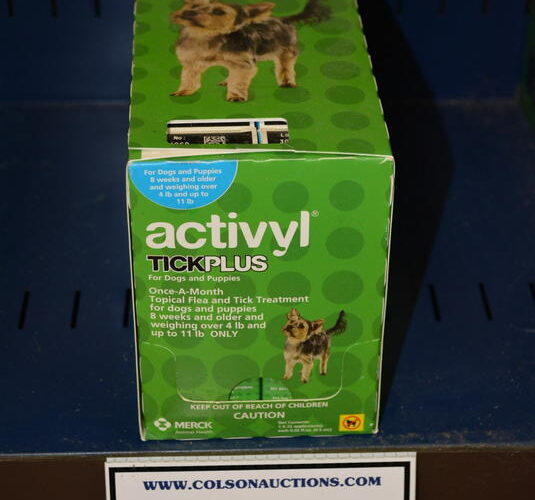 No:
For Dogs and Puppies
8 weeks and older
and weighing over
4 lb and up to
11 lb
activyl®
TICKPLUS
For Dogs and Puppies
Once-A-Month
Topical Flea and Tick Treatment
for dogs and puppies
8 weeks and older and
weighing over 4 lb and
up to 11 lb ONLY
KEEP OUT OF REACH OF CHILDREN
CAUTION
MERCK
Animal Health
WWW.COLSONAUCTIONS.COM